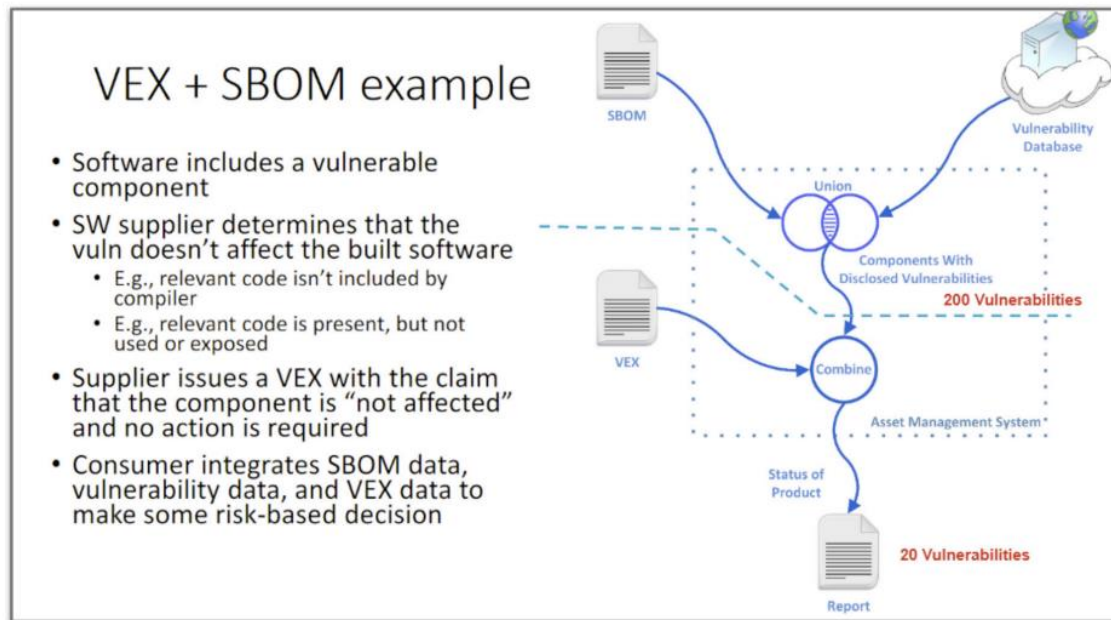 VEX + SBOM example
• Software includes a vulnerable
component
• SW supplier determines that the
vuln doesn't affect the built software
• E.g., relevant code isn't included by
compiler
• E.g., relevant code is present, but not
used or exposed
• Supplier issues a VEX with the claim
that the component is "not affected"
and no action is required
• Consumer integrates SBOM data,
vulnerability data, and VEX data to
make some risk-based decision
SBOM
Vulnerability
Database
Union
Components With
Disclosed Vulnerabilities
200 Vulnerabilities
VEX
Combine
Asset Management System
Status of
Product
20 Vulnerabilities
Report